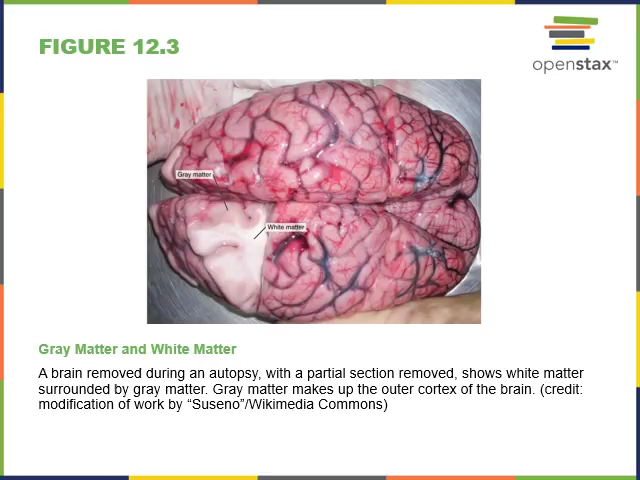 FIGURE 12.3
openstax™
Gray matter
White matter
Gray Matter and White Matter
A brain removed during an autopsy, with a partial section removed, shows white matter
surrounded by gray matter. Gray matter makes up the outer cortex of the brain. (credit:
modification of work by “Suseno”/Wikimedia Commons)